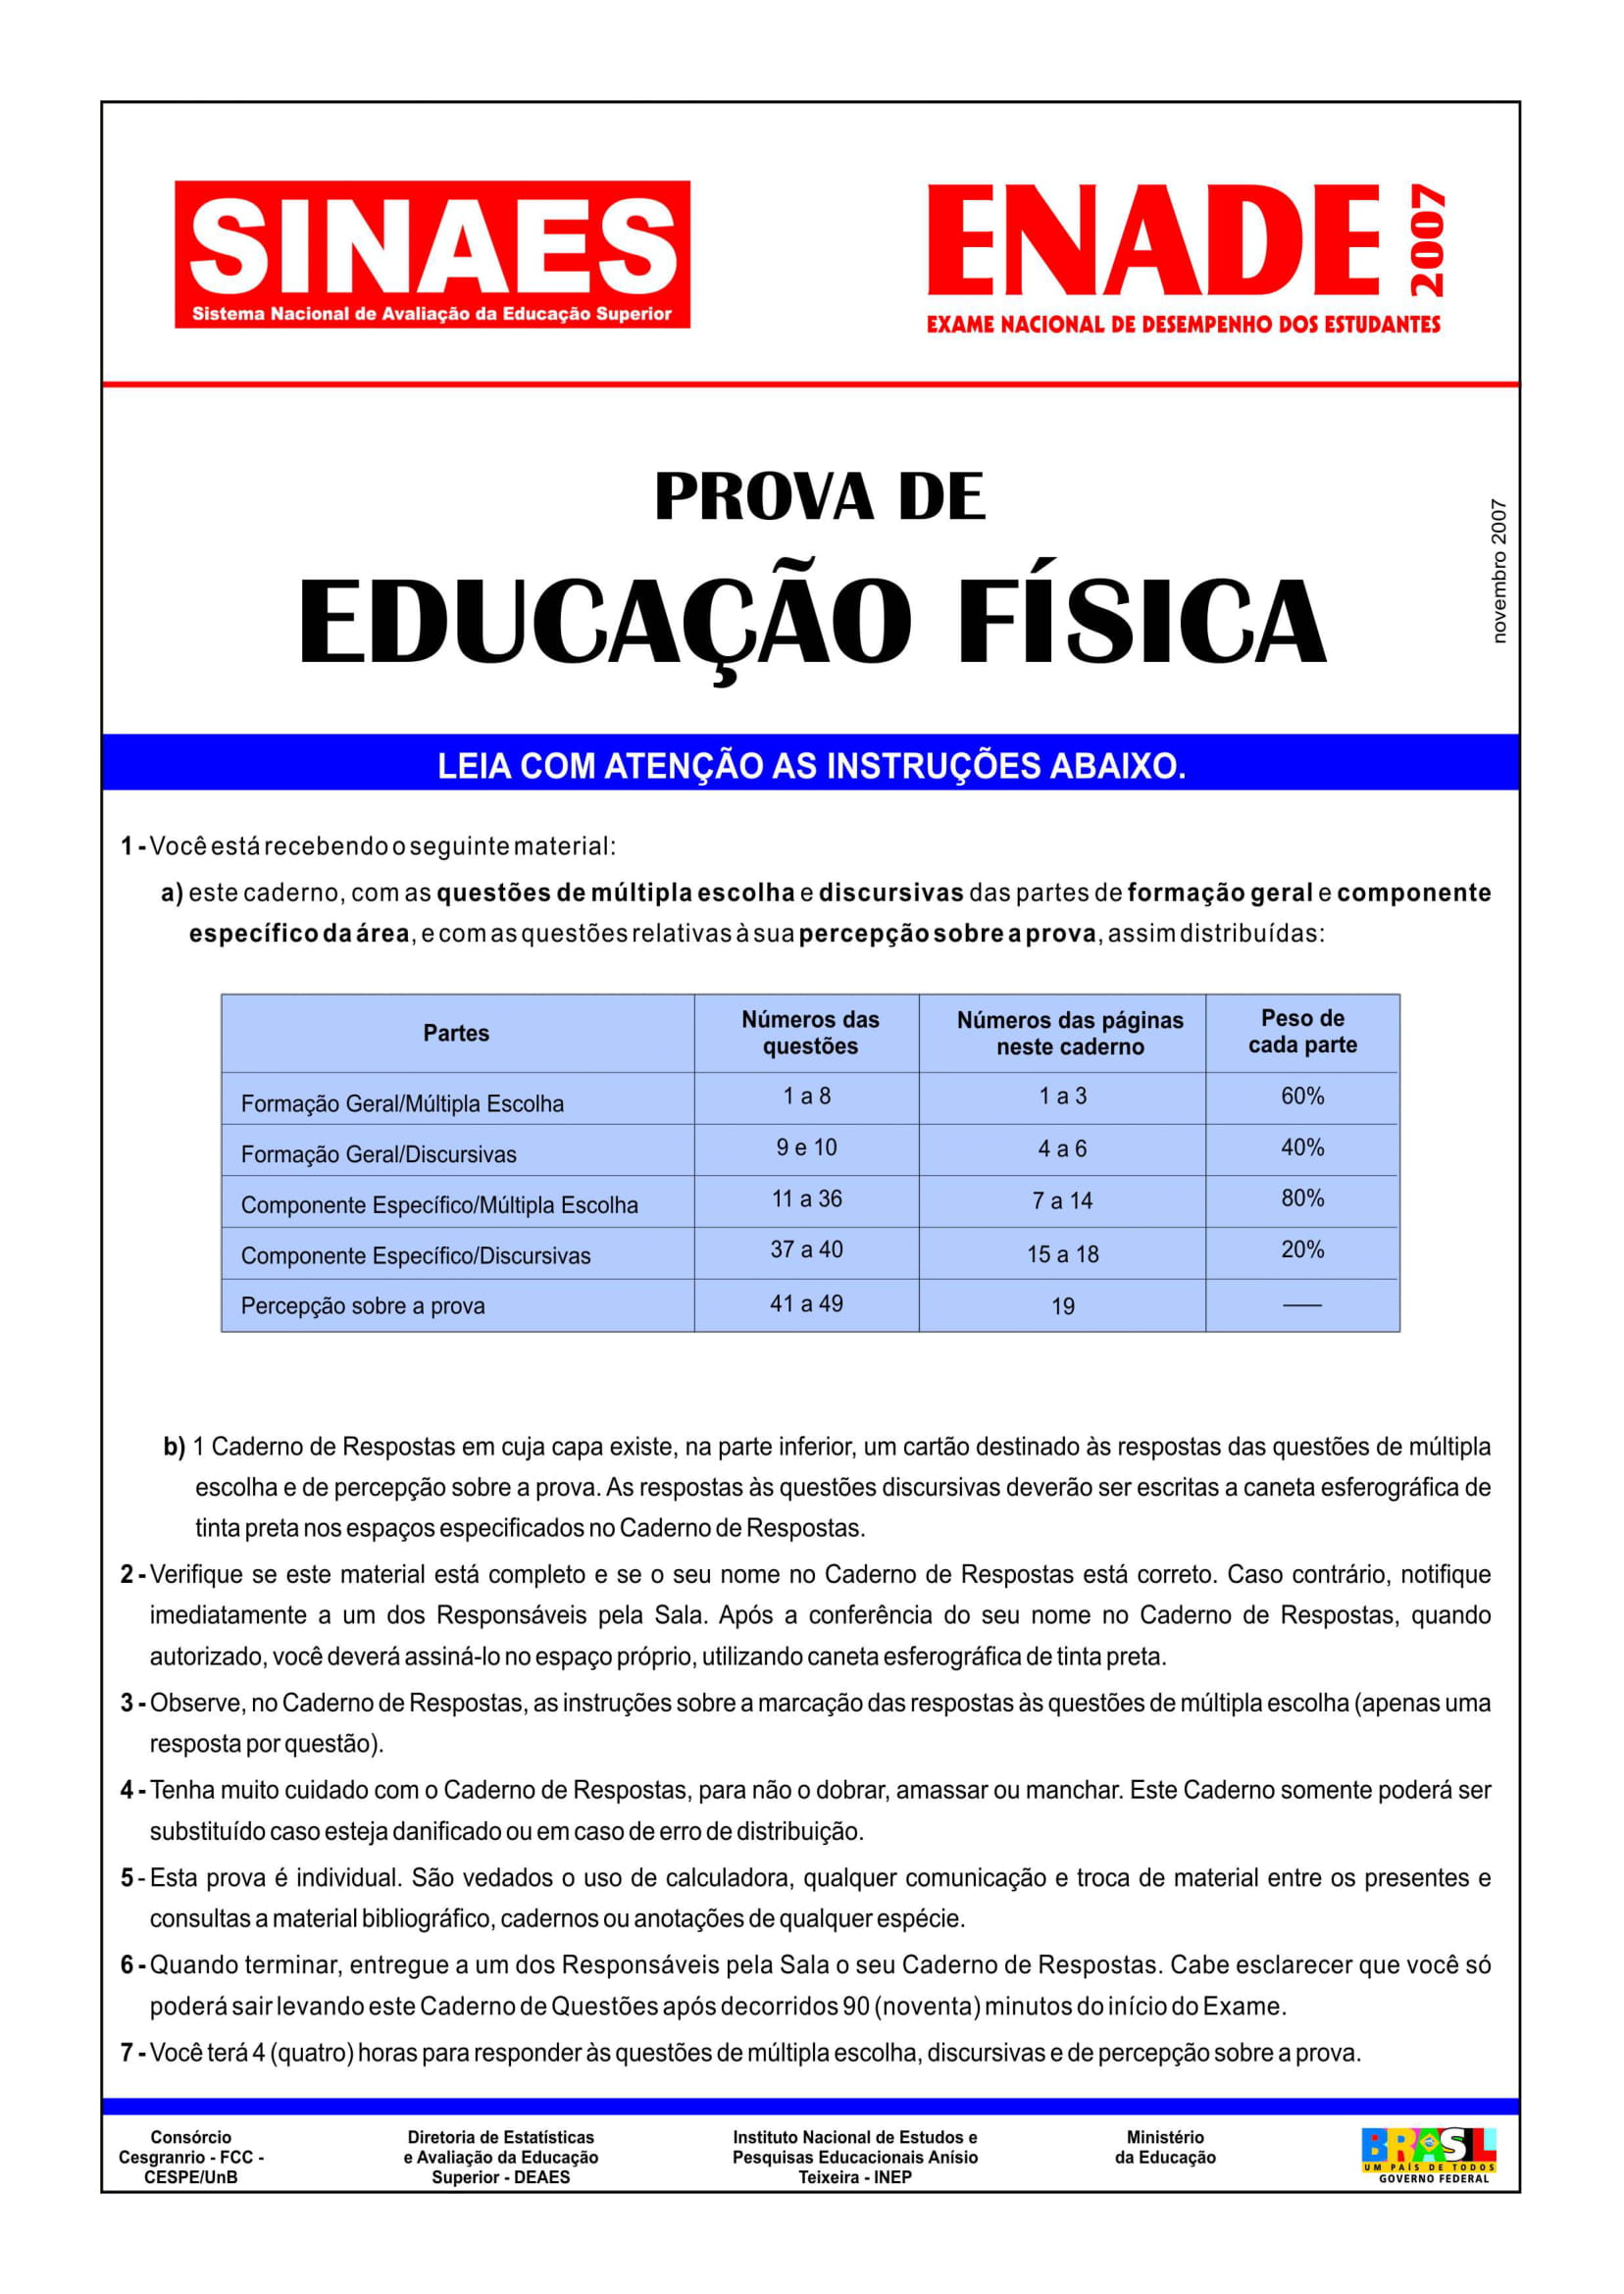 SINAES
Sistema Nacional de Avaliação da Educação Superior
ENADE 2007
EXAME NACIONAL DE DESEMPENHO DOS ESTUDANTES
PROVA DE
EDUCAÇÃO FÍSICA
novembro 2007
LEIA COM ATENÇÃO AS INSTRUÇÕES ABAIXO.
1 - Você está recebendo o seguinte material:
a) este caderno, com as questões de múltipla escolha e discursivas das partes de formação geral e componente
específico da área, e com as questões relativas à sua percepção sobre a prova, assim distribuídas:
Partes
Números das
questões
Números das páginas
neste caderno
Peso de
cada parte
Formação Geral/Múltipla Escolha 1 a 8 1 a 3 60%
Formação Geral/Discursivas 9 e 10 4 a 6 40%
Componente Específico/Múltipla Escolha 11 a 36 7 a 14 80%
Componente Específico/Discursivas 37 a 40 15 a 18 20%
Percepção sobre a prova 41 a 49 19 —
b) 1 Caderno de Respostas em cuja capa existe, na parte inferior, um cartão destinado às respostas das questões de múltipla
escolha e de percepção sobre a prova. As respostas às questões discursivas deverão ser escritas a caneta esferográfica de
tinta preta nos espaços especificados no Caderno de Respostas.
2 - Verifique se este material está completo e se o seu nome no Caderno de Respostas está correto. Caso contrário, notifique
imediatamente a um dos Responsáveis pela Sala. Após a conferência do seu nome no Caderno de Respostas, quando
autorizado, você deverá assiná-lo no espaço próprio, utilizando caneta esferográfica de tinta preta.
3 - Observe, no Caderno de Respostas, as instruções sobre a marcação das respostas às questões de múltipla escolha (apenas uma
resposta por questão).
4 - Tenha muito cuidado com o Caderno de Respostas, para não o dobrar, amassar ou manchar. Este Caderno somente poderá ser
substituído caso esteja danificado ou em caso de erro de distribuição.
5 - Esta prova é individual. São vedados o uso de calculadora, qualquer comunicação e troca de material entre os presentes e
consultas a material bibliográfico, cadernos ou anotações de qualquer espécie.
6 - Quando terminar, entregue a um dos Responsáveis pela Sala o seu Caderno de Respostas. Cabe esclarecer que você só
poderá sair levando este Caderno de Questões após decorridos 90 (noventa) minutos do início do Exame.
7 - Você terá 4 (quatro) horas para responder às questões de múltipla escolha, discursivas e de percepção sobre a prova.
Consórcio
Cesgranrio - FCC -
CESPE/UnB
Diretoria de Estatísticas
e Avaliação da Educação
Superior - DEAES
Instituto Nacional de Estudos e
Pesquisas Educacionais Anísio
Teixeira - INEP
Ministério
da Educação
BRASIL
UM PAÍS DE TODOS
GOVERNO FEDERAL